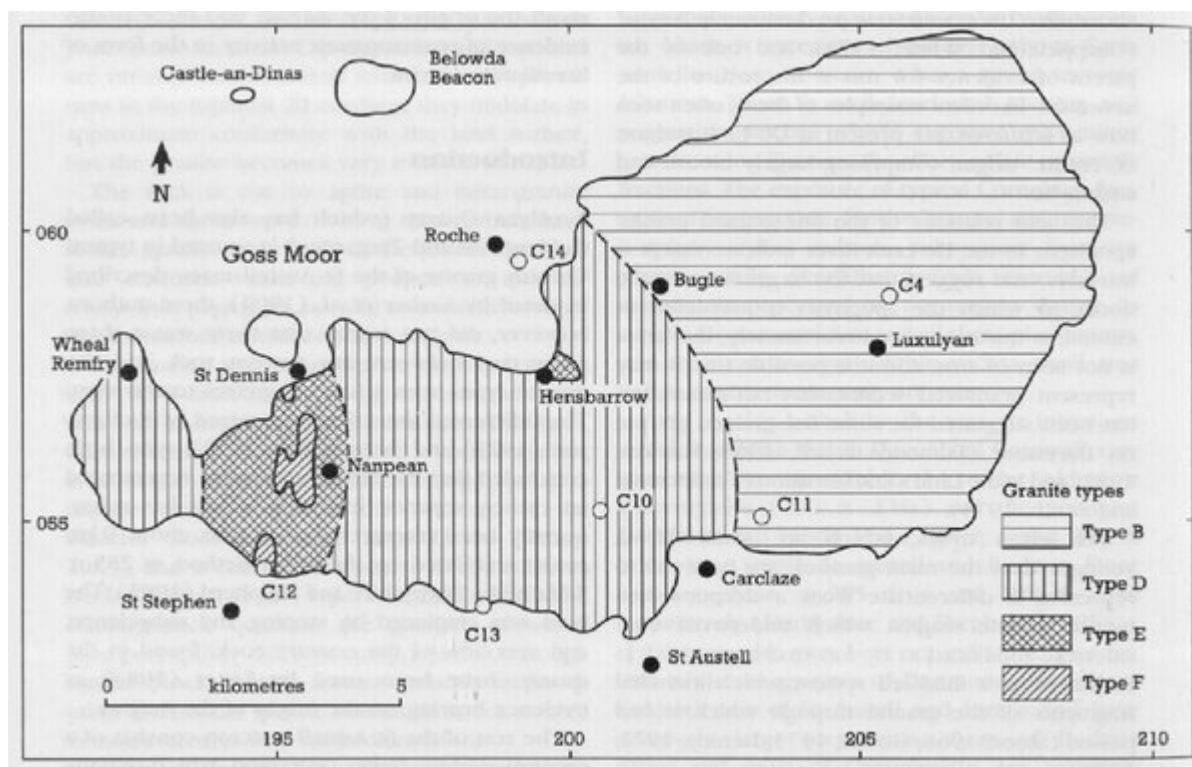 Castle-an-Dinas
Belowda
Beacon
N
060
Roche
Goss Moor
C14
Bugle
C4
Wheal
Remfry
St Dennis
Luxulyan
Hensbarrow
Nanpean
C10
C11
Granite types
055
Type B
C12
Carclaze
Type D
St Stephen
C13
Type E
St Austell
Type F
0
kilometres
5
195
200
205
210